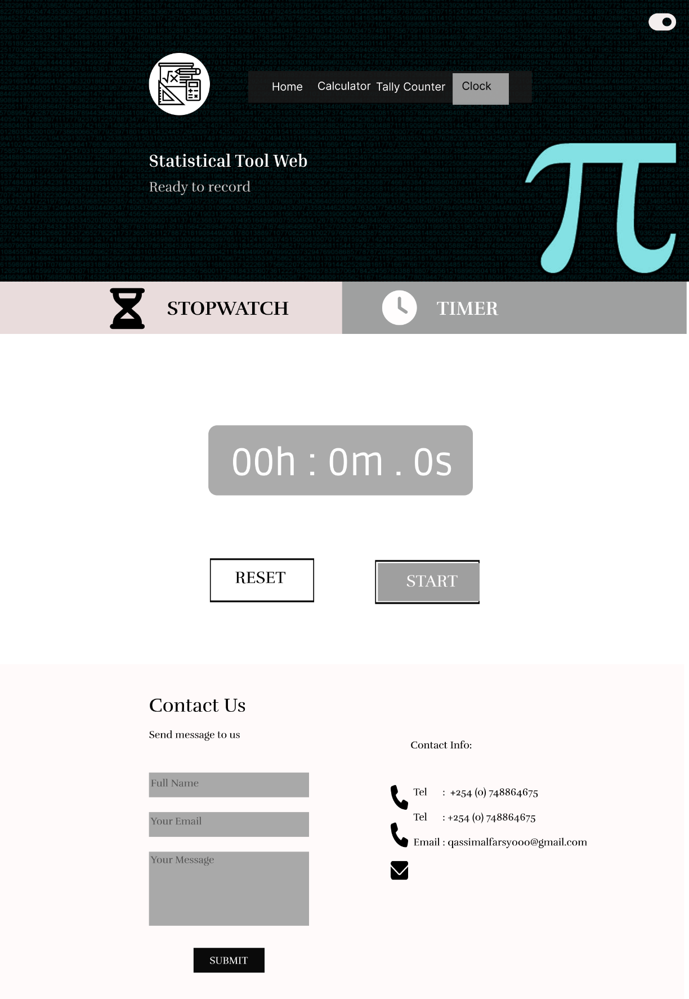 Home Calculator Tally Counter Clock
Statistical Tool Web
Ready to record
π
STOPWATCH
TIMER
00h : 0m . 0s
RESET
START
Contact Us
Send message to us
Full Name
Your Email
Your Message
SUBMIT
Contact Info:
Tel : +254 (0) 748864675
Tel : +254 (0) 748864675
Email : qassimalfarsy000@gmail.com